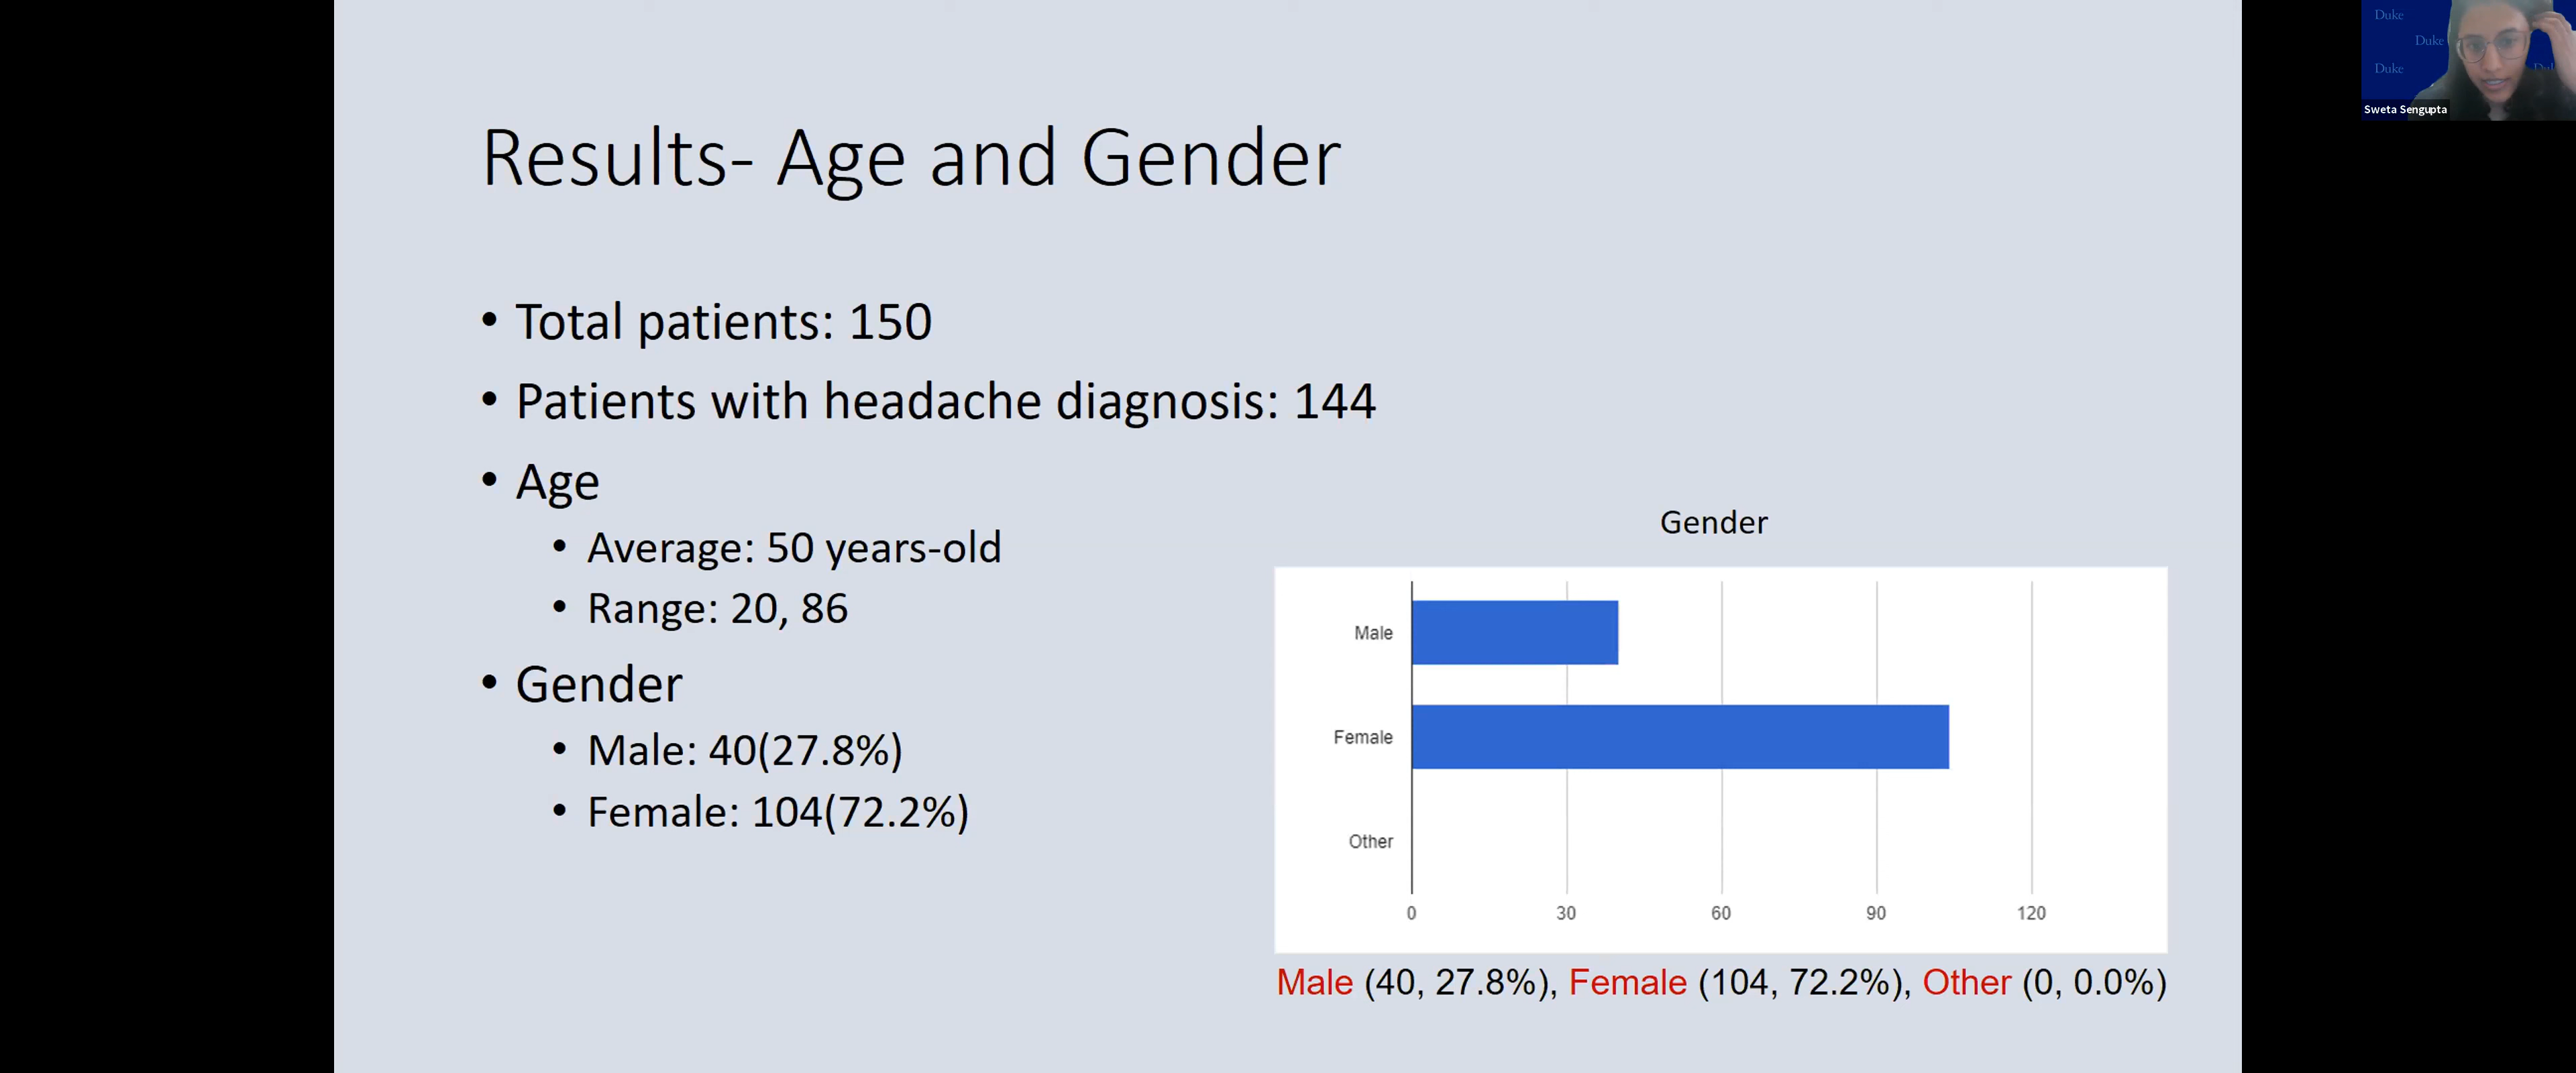 Results- Age and Gender
• Total patients: 150
• Patients with headache diagnosis: 144
• Age
• Average: 50 years-old
• Range: 20, 86
• Gender
• Male: 40(27.8%)
• Female: 104(72.2%)
Gender
Male
Female
Other
0 30 60 90 120
Male (40, 27.8%), Female (104, 72.2%), Other (0, 0.0%)
Duke
Duke
Duke
Sweta Sengupta